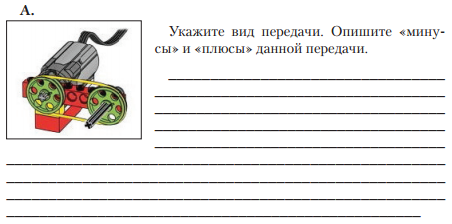 А.
Укажите вид передачи. Опишите «мину-
сы» и «плюсы» данной передачи.